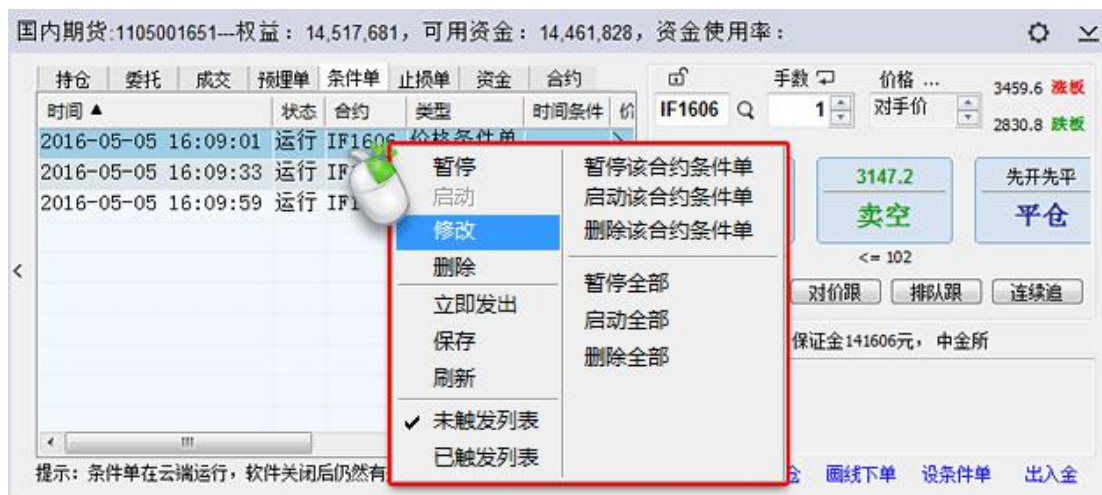 国内期货:1105001651---权益：14,517,681，可用资金：14,461,828，资金使用率：
持仓 委托 成交 预埋单 条件单 止损单 资金 合约
手数 价格 ...
3459.6 涨板
时间▲ 状态 合约 类型 时间条件 价
IF1606 1 对手价
2830.8 跌板
2016-05-05 16:09:01 运行 IF1606 价格条件单
2016-05-05 16:09:33 运行 IF
2016-05-05 16:09:59 运行 IF1
暂停
启动
修改
删除
立即发出
保存
刷新
✓ 未触发列表
已触发列表
暂停该合约条件单
启动该合约条件单
删除该合约条件单
暂停全部
启动全部
删除全部
3147.2 先开先平
卖空 平仓
<= 102
对价跟 排队跟 连续追
保证金141606元，中金所
提示：条件单在云端运行，软件关闭后仍然有
画线下单 设条件单 出入金